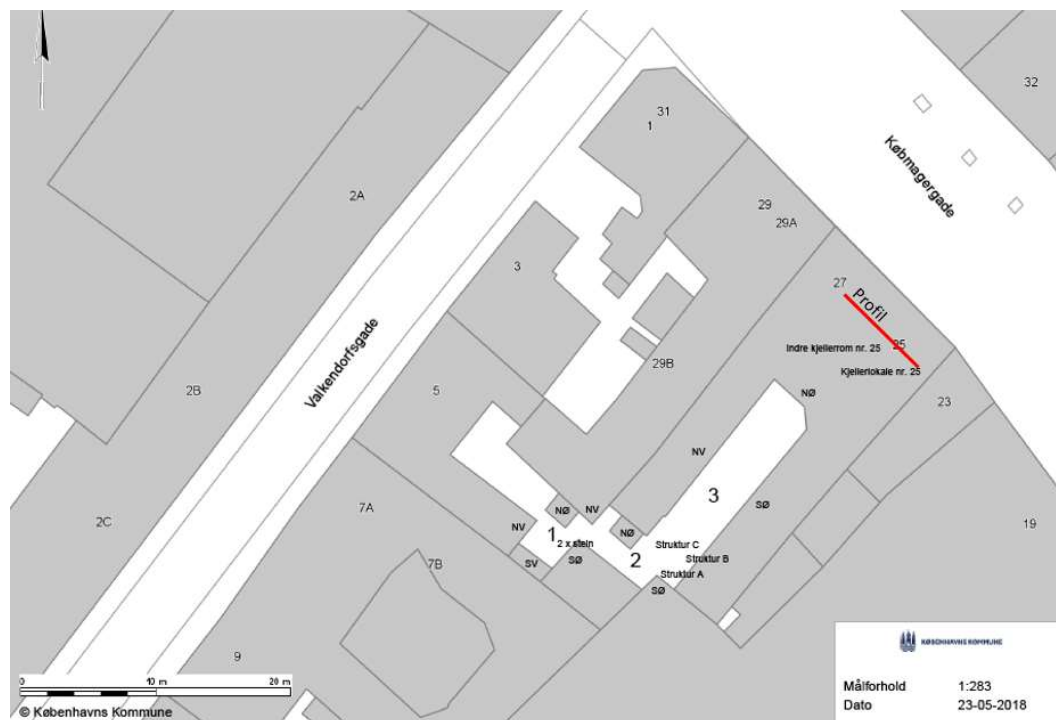 32
31
1
Købmagergade
2A
29
29A
3
27
Profil
25
Indre kjellerrom nr. 25
Kjellerlokale nr. 25
Valkendorfsgade
29B
2B
5
NØ
23
NV
3
SØ
7A
2C
NØ
NV
NV
1
2 x stein
NØ
2
Struktur C
Struktur B
Struktur A
19
SV
SØ
SØ
7B
9
KØBENHAVNS KOMMUNE
0 10 m 20 m
Målforhold 1:283
Dato 23-05-2018
© Københavns Kommune